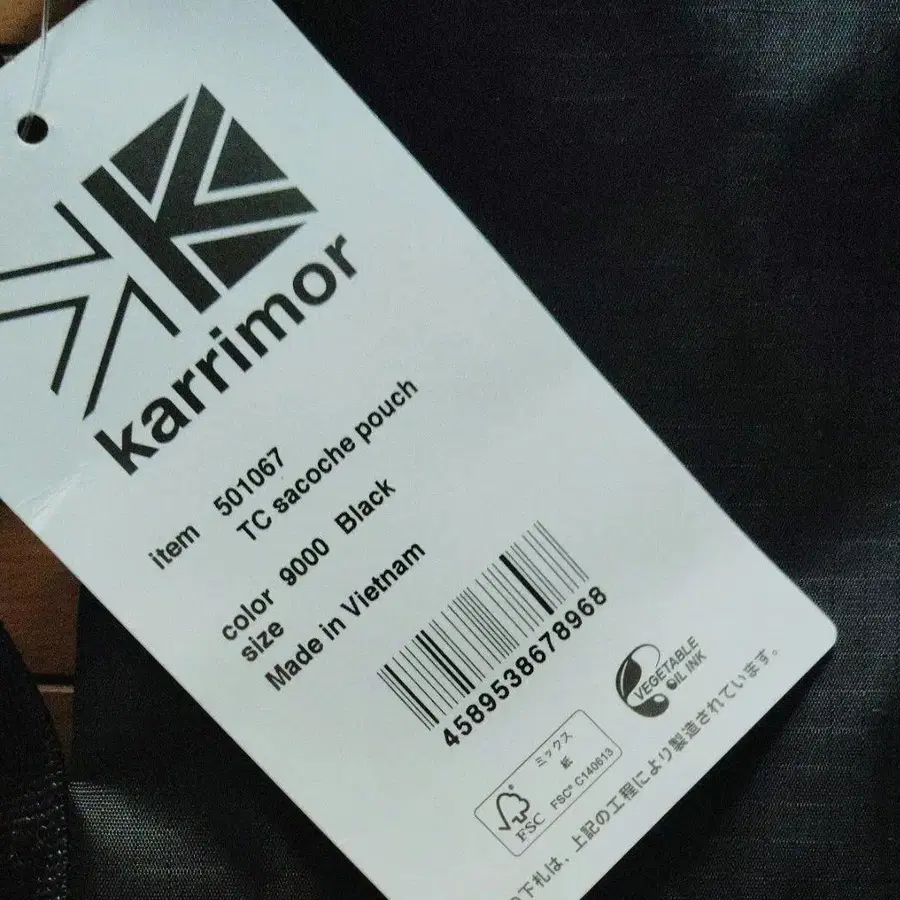 karrimor
item 501067
TC sacoche pouch
color 9000 Black
size
Made in Vietnam
4589538678968
VEGETABLE
OIL INK
ミックス
紙
FSC® C140613
FSC
の下札は、上記の工程により製造されています。